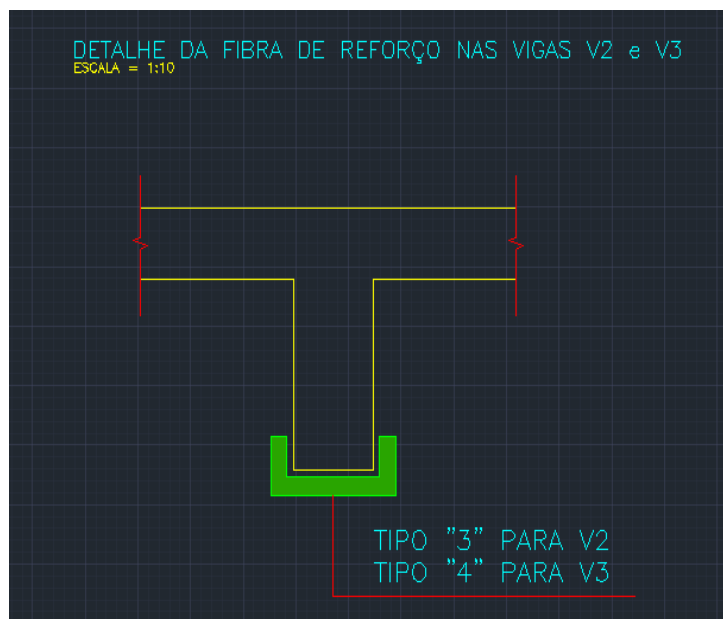 DETALHE DA FIBRA DE REFORÇO NAS VIGAS V2 e V3
ESCALA = 1:10
TIPO "3" PARA V2
TIPO "4" PARA V3